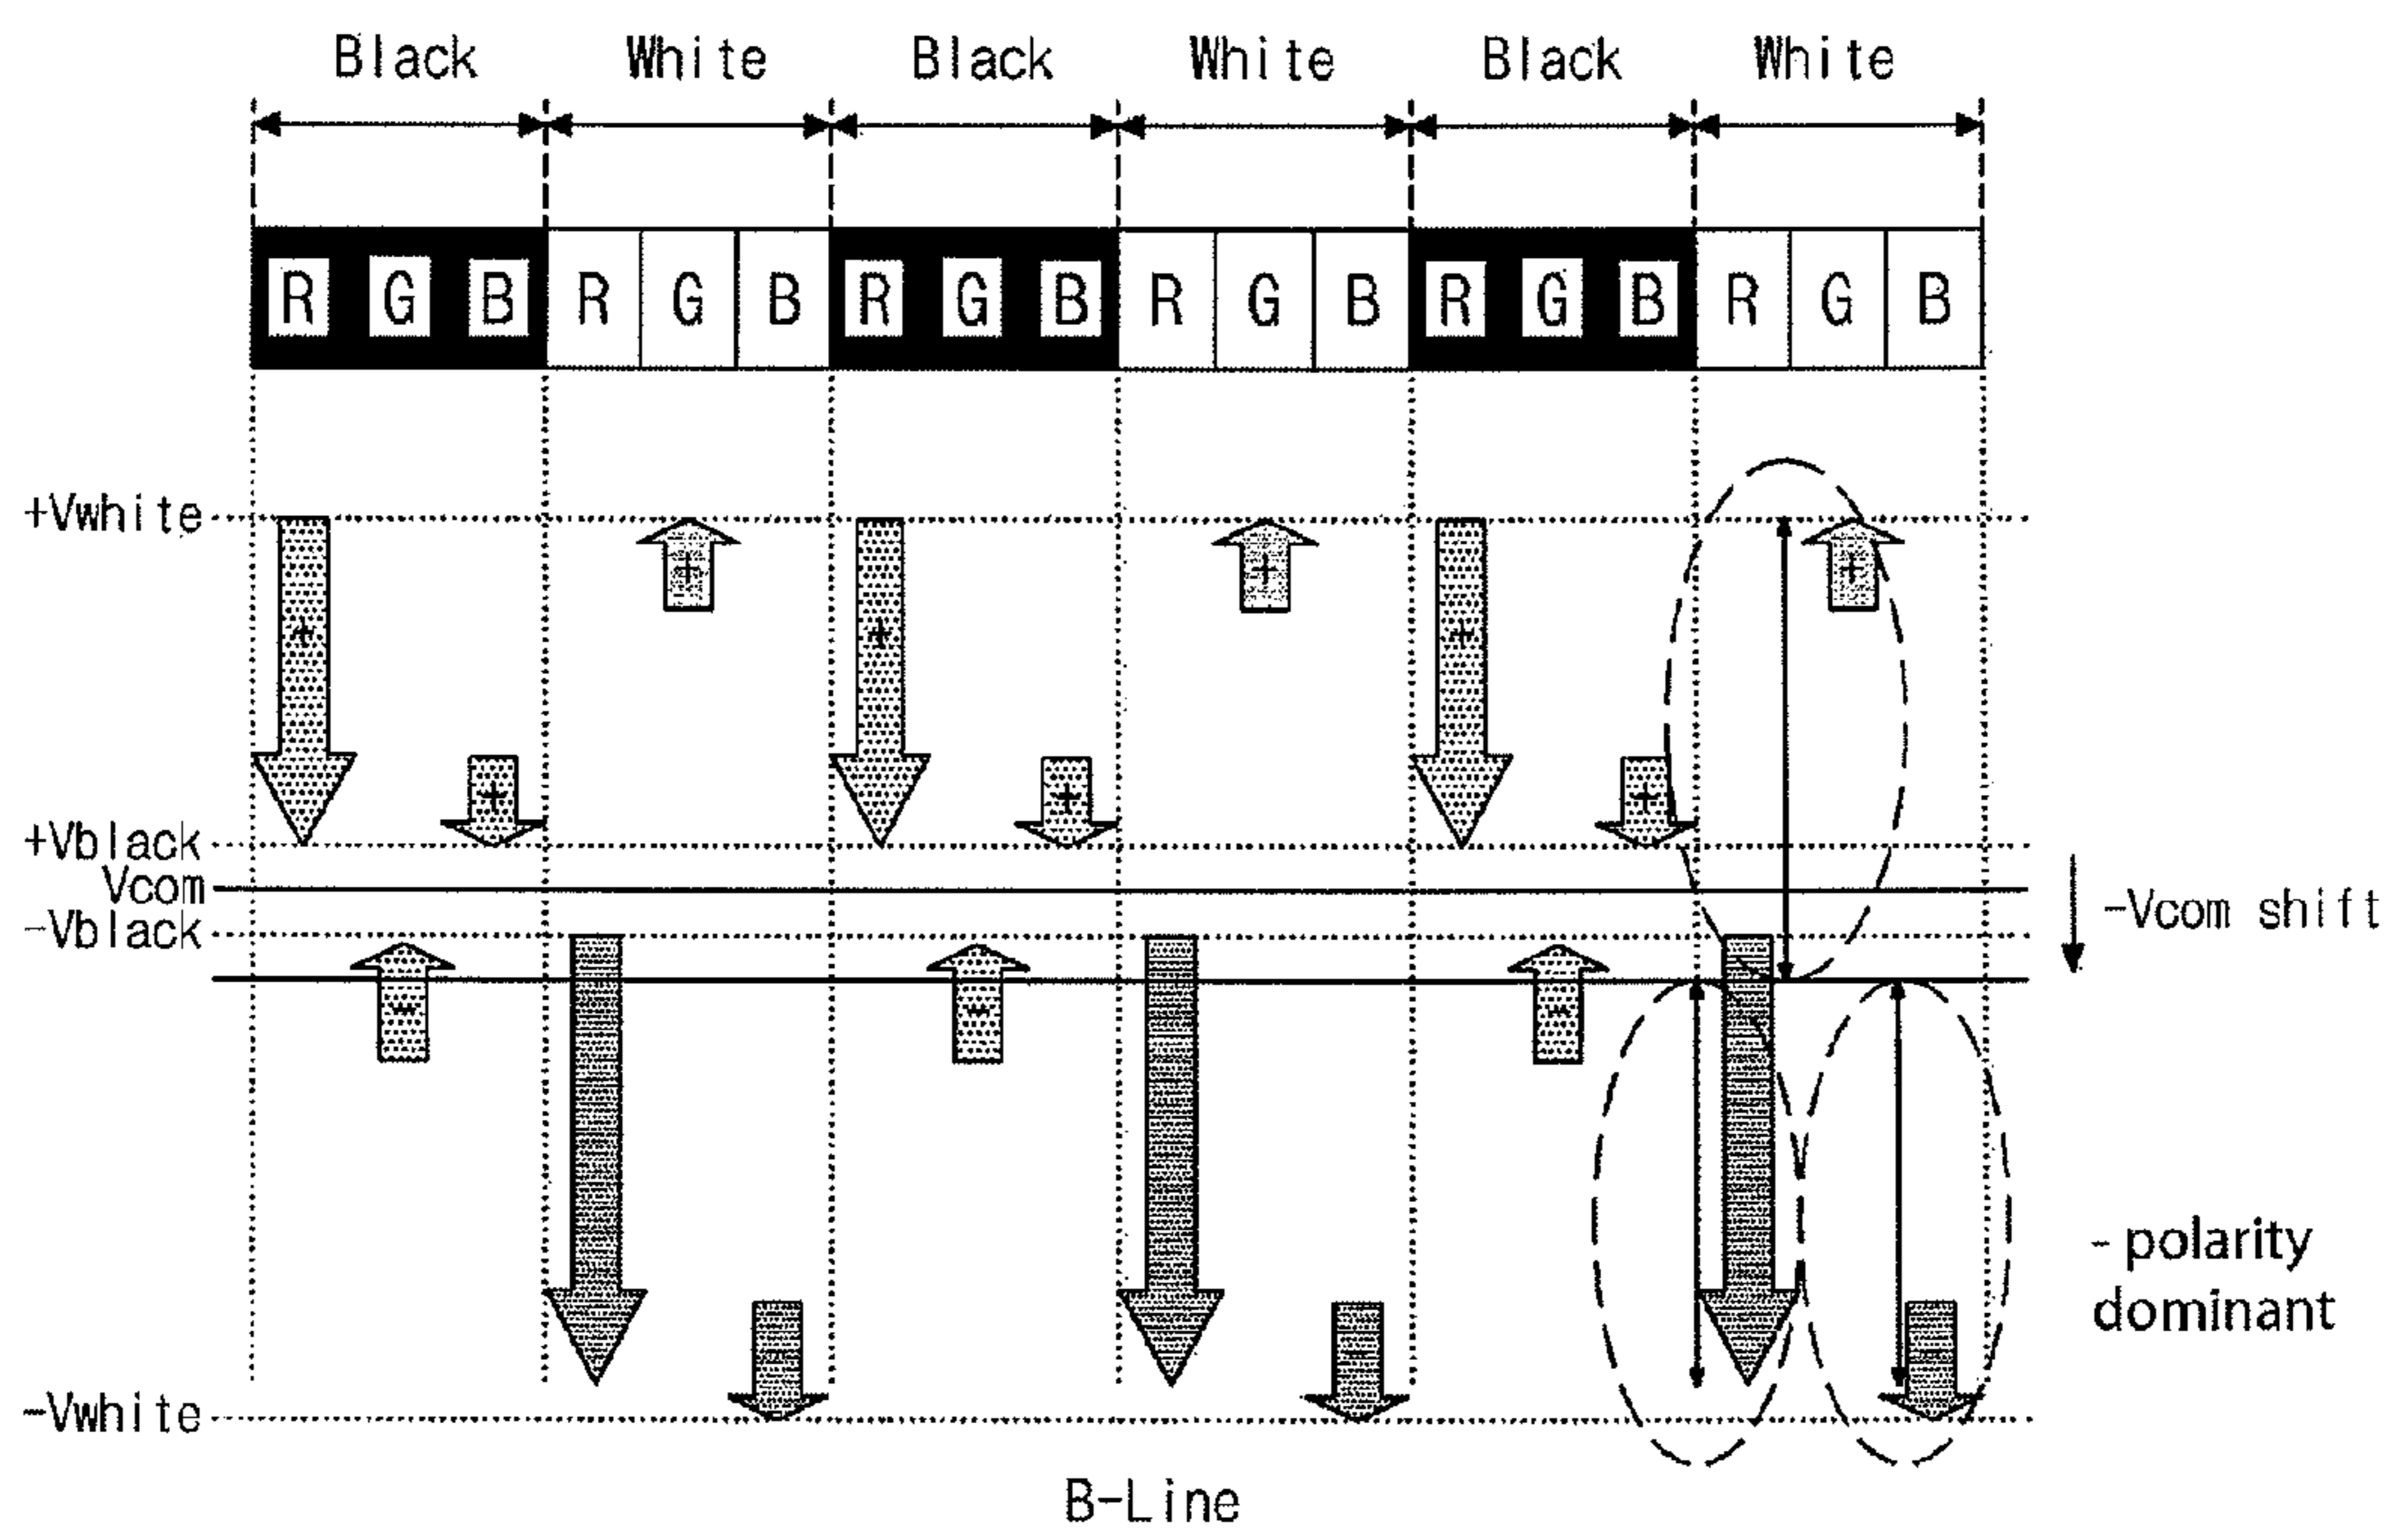 Black White Black White Black White
R G B R G B R G B R G B R G B R G B
+Vwhite
+ + +
+ + +
+ + +
+Vblack
Vcom
-Vblack
-Vcom shift
- - -
- polarity
dominant
-Vwhite
B-Line